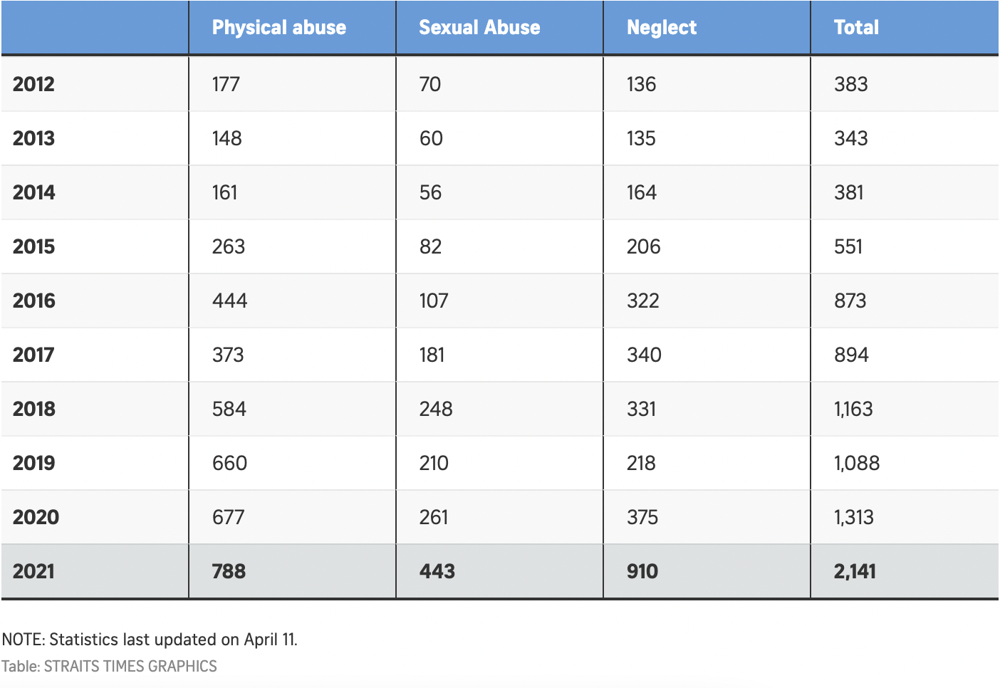 Physical abuse Sexual Abuse Neglect Total
2012 177 70 136 383
2013 148 60 135 343
2014 161 56 164 381
2015 263 82 206 551
2016 444 107 322 873
2017 373 181 340 894
2018 584 248 331 1,163
2019 660 210 218 1,088
2020 677 261 375 1,313
2021 788 443 910 2,141
NOTE: Statistics last updated on April 11.
Table: STRAITS TIMES GRAPHICS